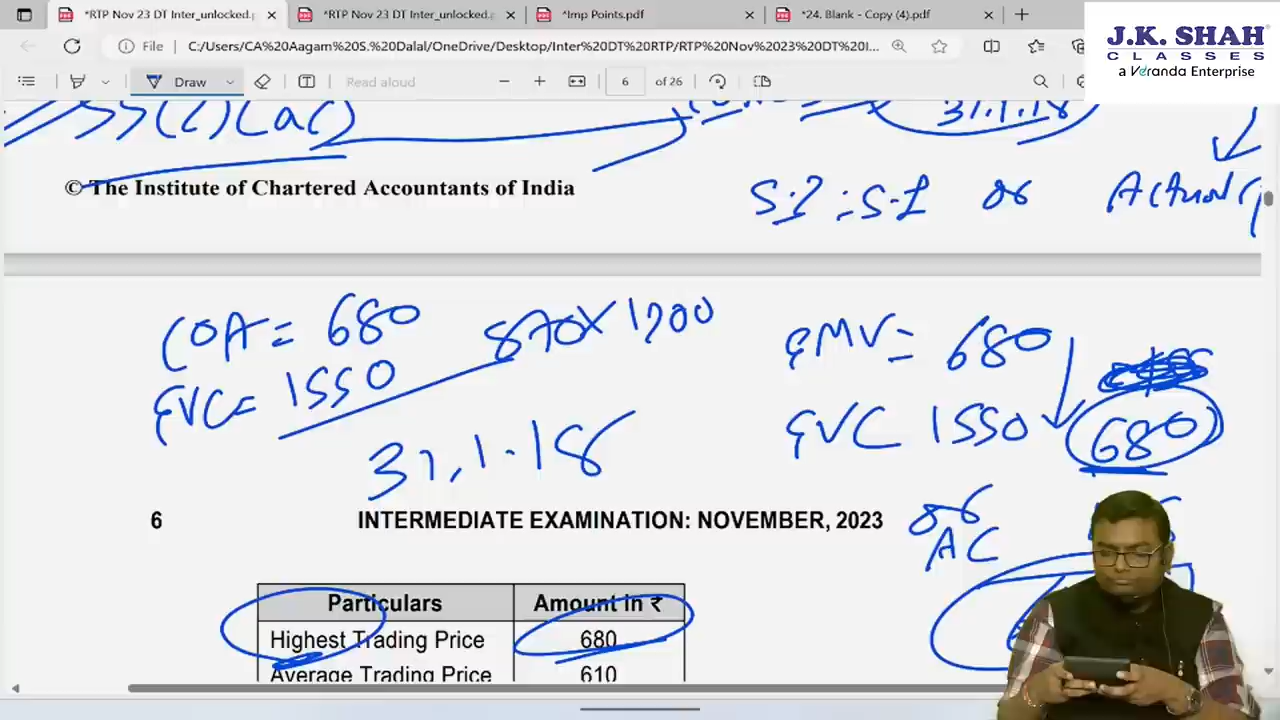 *RTP Nov 23 DT Inter_unlocked.p
*RTP Nov 23 DT Inter_unlocked.p
*Imp Points.pdf
*24. Blank - Copy (4).pdf
File
C:/Users/CA%20Aagam%20S.%20Dalal/OneDrive/Desktop/Inter%20DT%20RTP/RTP%20Nov%202023%20DT%20I...
J.K. SHAH
CLASSES
a Veranda Enterprise
Draw
Read aloud
6
of 26
55(2)(ac)
31.1.18
© The Institute of Chartered Accountants of India
or
Actual
COA = 680
870 x 1200
FMV = 680
FVC = 1550
FVC 1550
680
31.1.18
or
AC
6
INTERMEDIATE EXAMINATION: NOVEMBER, 2023
Particulars
Amount in ₹
Highest Trading Price
680
Average Trading Price
610